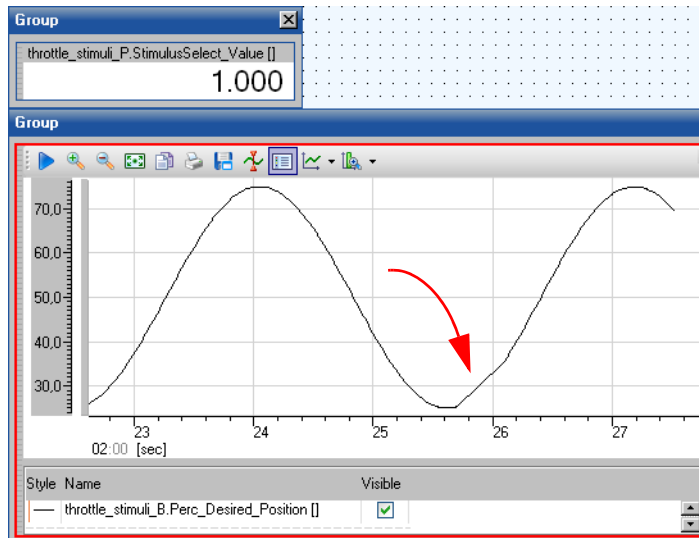 Group
throttle_stimuli_P.StimulusSelect_Value []
1.000
Group
70,0
60,0
50,0
40,0
30,0
23 24 25 26 27
02:00 [sec]
Style Name Visible
throttle_stimuli_B.Perc_Desired_Position []